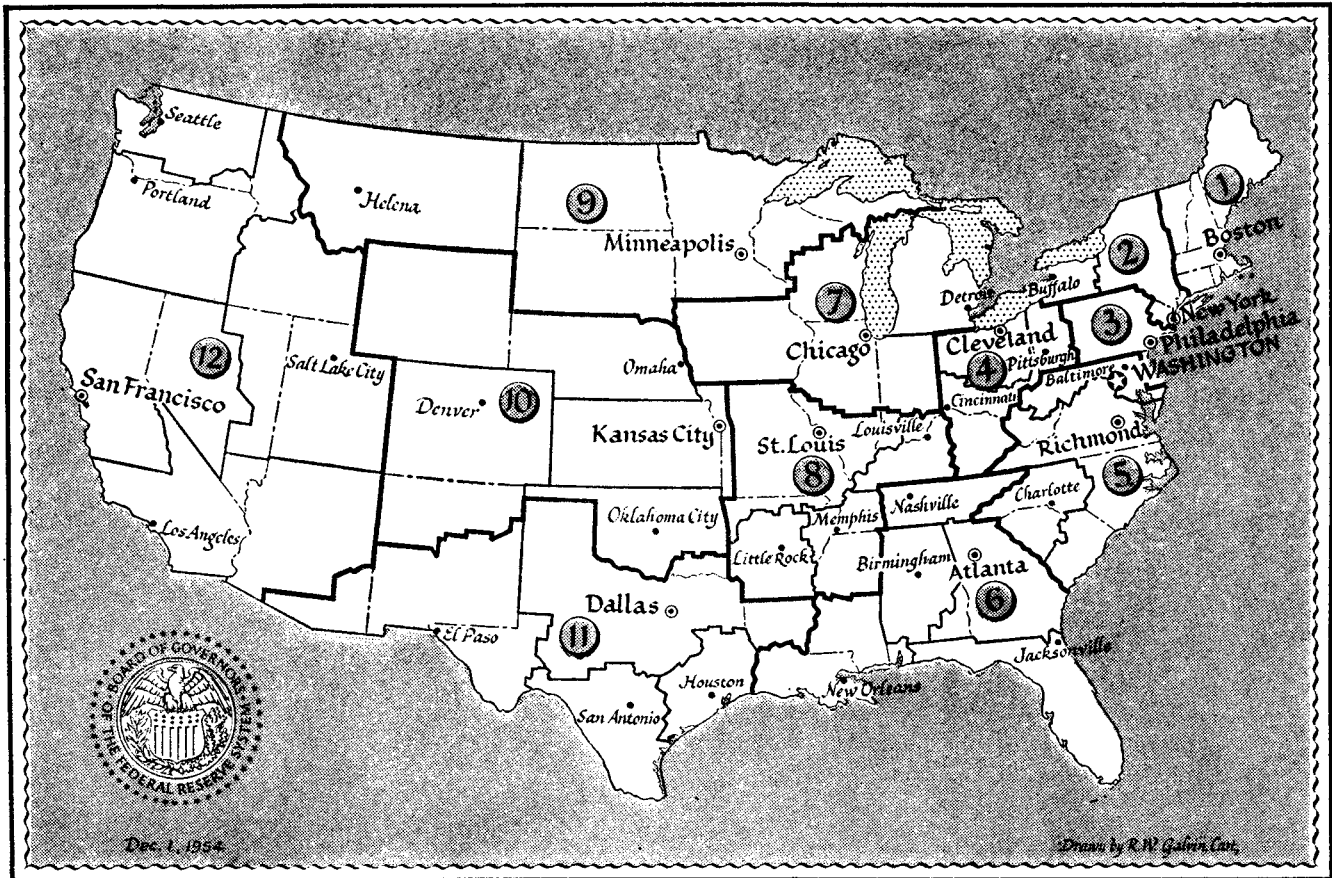 Seattle
Portland
Helena
9
Minneapolis
1
Boston
2
Buffalo
Detroit
7
Chicago
Cleveland
3
New York
Philadelphia
4
Pittsburgh
WASHINGTON
Baltimore
Cincinnati
12
Salt Lake City
San Francisco
Omaha
Denver
10
Kansas City
St. Louis
8
Louisville
Richmond
5
Los Angeles
Oklahoma City
Memphis
Nashville
Charlotte
Little Rock
Birmingham
Atlanta
6
Dallas
11
El Paso
Houston
San Antonio
New Orleans
Jacksonville
BOARD OF GOVERNORS
OF THE FEDERAL RESERVE SYSTEM
Dec. 1, 1954
Drawn by R.W. Galvin, Cart.